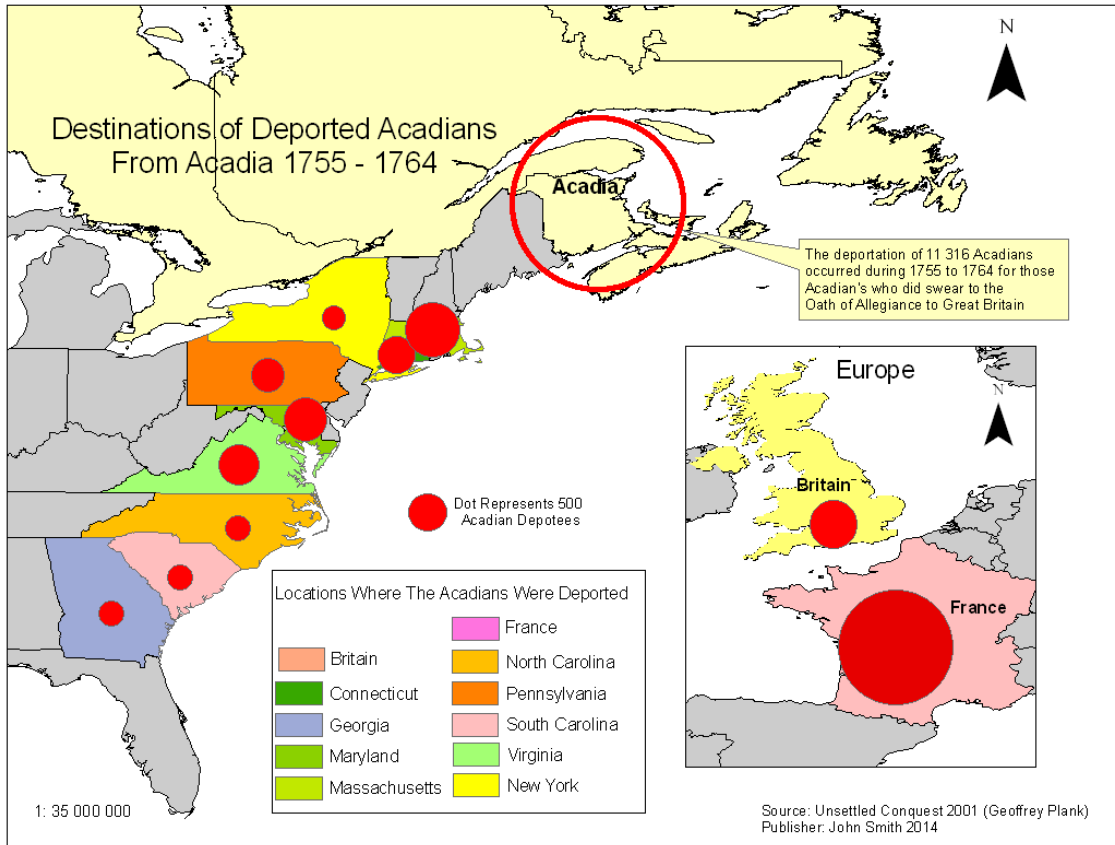 N
Destinations of Deported Acadians
From Acadia 1755 - 1764
Acadia
The deportation of 11 316 Acadians
occurred during 1755 to 1764 for those
Acadian's who did swear to the
Oath of Allegiance to Great Britain
Europe
N
Britain
France
Dot Represents 500
Acadian Depotees
Locations Where The Acadians Were Deported
Britain
Connecticut
Georgia
Maryland
Massachusetts
France
North Carolina
Pennsylvania
South Carolina
Virginia
New York
1: 35 000 000
Source: Unsettled Conquest 2001 (Geoffrey Plank)
Publisher: John Smith 2014